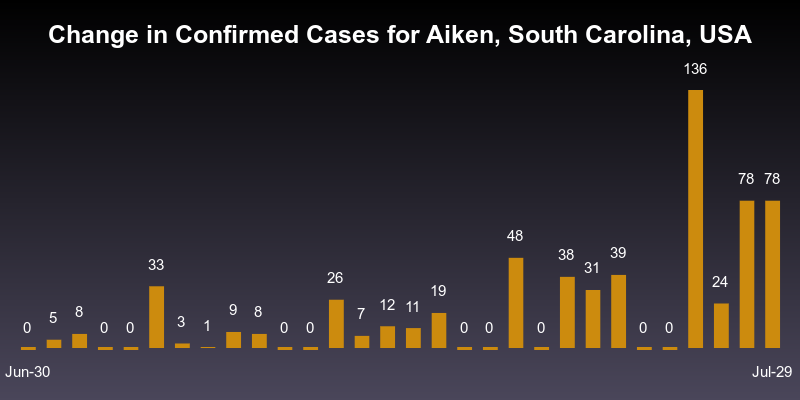 Change in Confirmed Cases for Aiken, South Carolina, USA
0 5 8 0 0 33 3 1 9 8 0 0 26 7 12 11 19 0 0 48 0 38 31 39 0 0 136 24 78 78
Jun-30 Jul-29